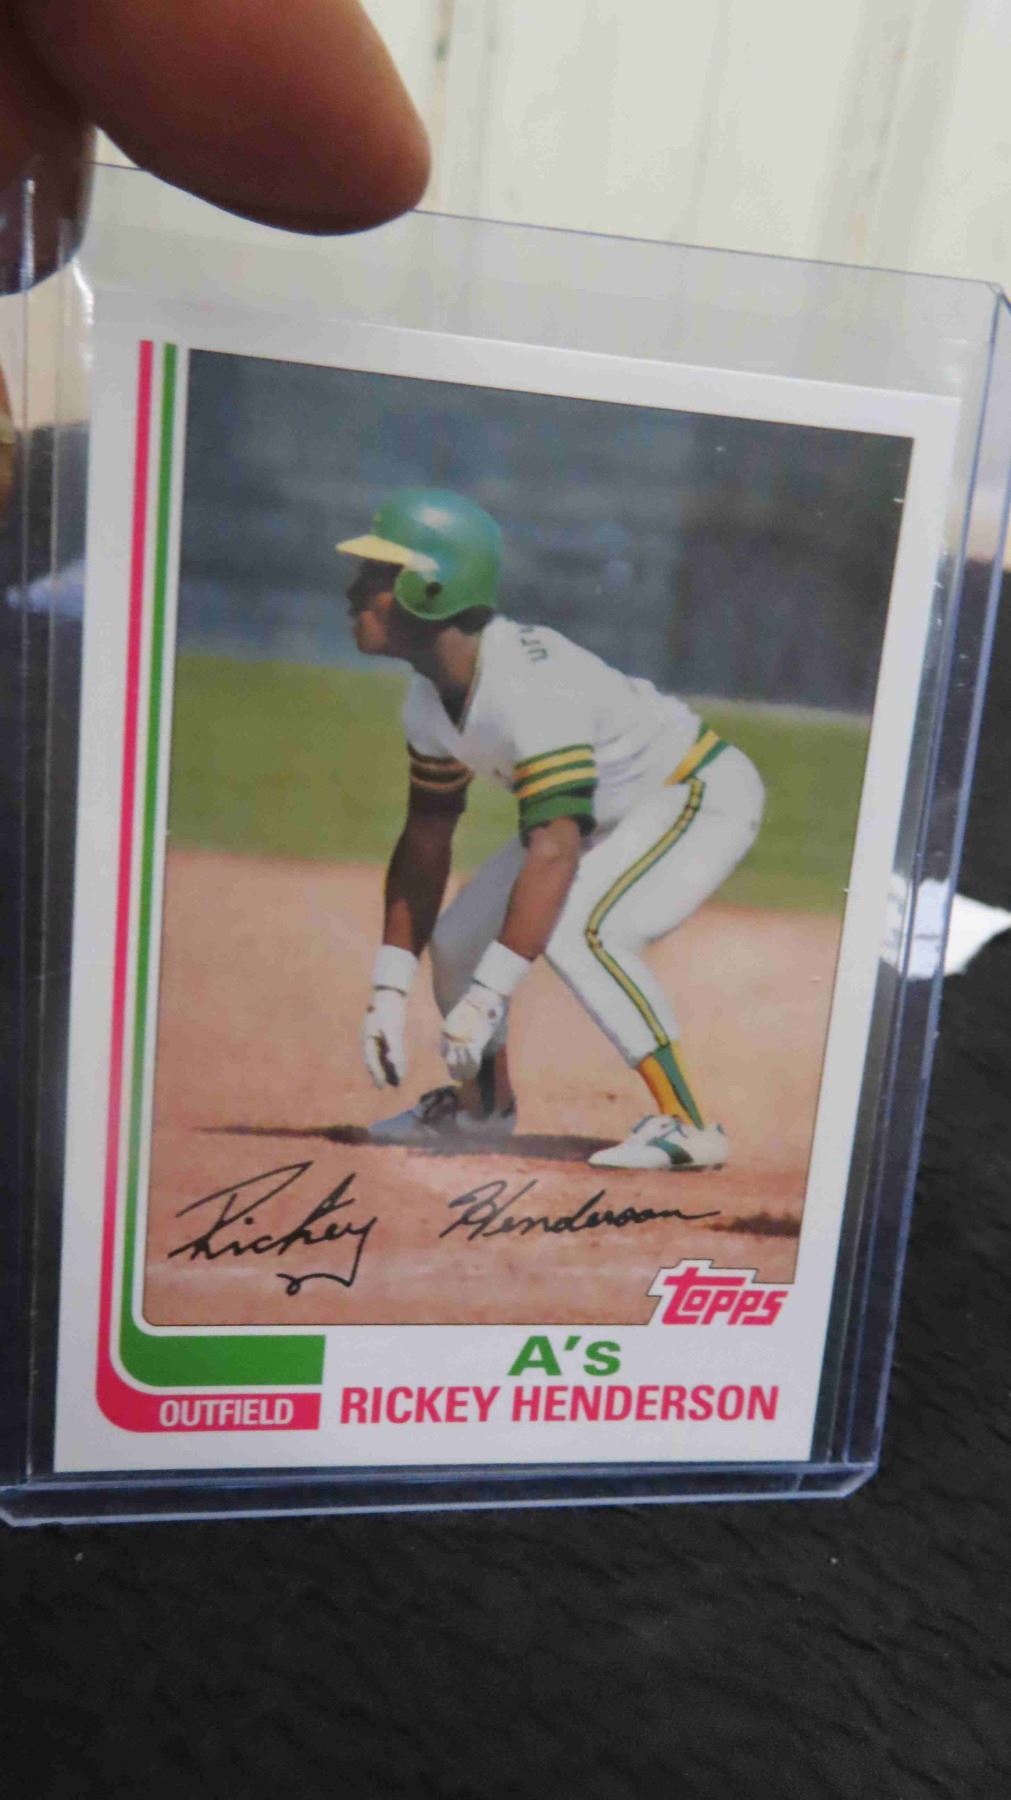 Rickey Henderson
Topps
A's
OUTFIELD
RICKEY HENDERSON